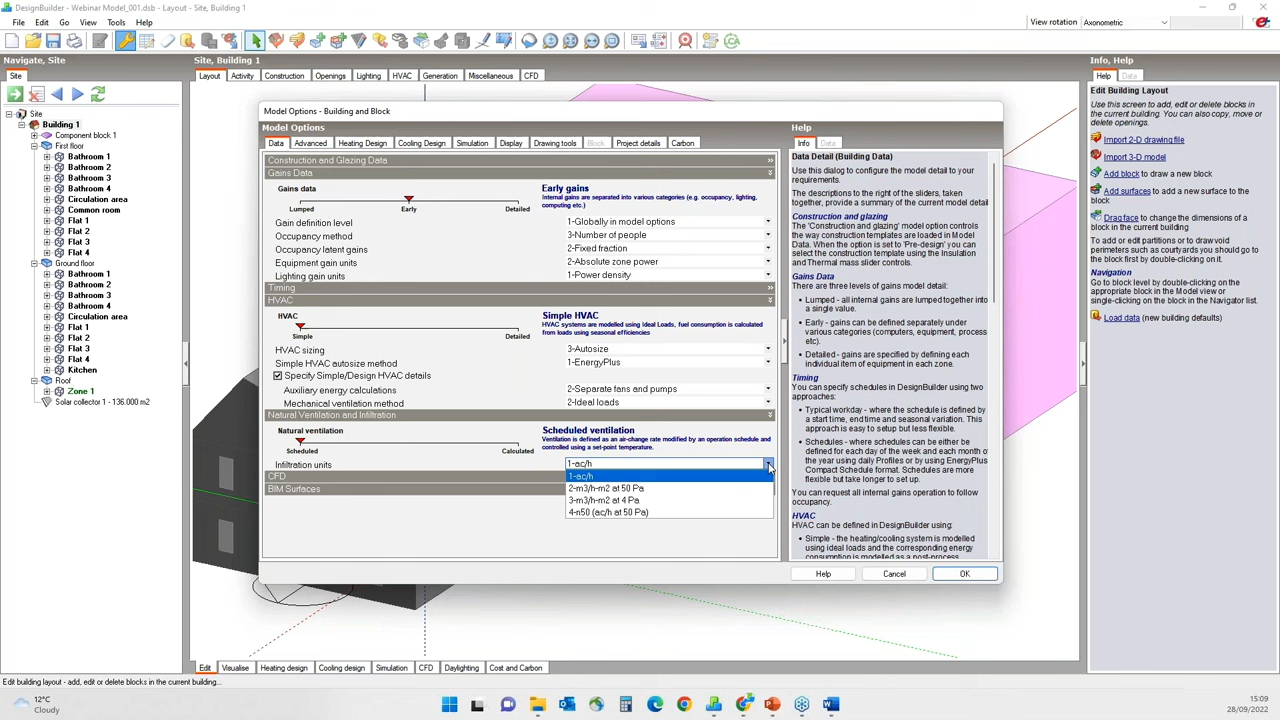 DesignBuilder - Webinar Model_001.dsb - Layout - Site, Building 1
File Edit Go View Tools Help
View rotation Axonometric
Navigate, Site
Site
Site
Building 1
Component block 1
First floor
Bathroom 1
Bathroom 2
Bathroom 3
Bathroom 4
Circulation area
Common room
Flat 1
Flat 2
Flat 3
Flat 4
Ground floor
Bathroom 1
Bathroom 2
Bathroom 3
Bathroom 4
Circulation area
Flat 1
Flat 2
Flat 3
Flat 4
Kitchen
Roof
Zone 1
Solar collector 1 - 136.000 m2
Site, Building 1
Layout Activity Construction Openings Lighting HVAC Generation Miscellaneous CFD
Model Options - Building and Block
Model Options
Data Advanced Heating Design Cooling Design Simulation Display Drawing tools Block Project details Carbon
Construction and Glazing Data
Gains Data
Gains data
Lumped Early Detailed
Early gains
Internal gains are separated into various categories (e.g. occupancy, lighting,
computing etc.)
Gain definition level 1-Globally in model options
Occupancy method 3-Number of people
Occupancy latent gains 2-Fixed fraction
Equipment gain units 2-Absolute zone power
Lighting gain units 1-Power density
Timing
HVAC
HVAC
Simple Detailed
Simple HVAC
HVAC systems are modelled using Ideal Loads, fuel consumption is calculated
from loads using seasonal efficiencies
HVAC sizing 3-Autosize
Simple HVAC autosize method 1-EnergyPlus
Specify Simple/Design HVAC details
Auxiliary energy calculations 2-Separate fans and pumps
Mechanical ventilation method 2-Ideal loads
Natural Ventilation and Infiltration
Natural ventilation
Scheduled Calculated
Scheduled ventilation
Ventilation is defined as an air-change rate modified by an operation schedule and
controlled using a set-point temperature.
Infiltration units 1-ac/h
1-ac/h
2-m3/h-m2 at 50 Pa
3-m3/h-m2 at 4 Pa
4-n50 (ac/h at 50 Pa)
CFD
BIM Surfaces
Help
Info Data
Data Detail (Building Data)
Use this dialog to configure the model detail to your
requirements.
The descriptions to the right of the sliders, taken
together, provide a summary of the current model detail
Construction and glazing
The 'Construction and glazing' model option controls
the way construction templates are loaded in Model
Data. When the option is set to 'Pre-design' you can
select the construction template using the Insulation
and Thermal mass slider controls.
Gains Data
There are three levels of gains model detail:
• Lumped - all internal gains are lumped together into
a single value.
• Early - gains can be defined separately under
various categories (computers, equipment, process
etc).
• Detailed - gains are specified by defining each
individual item of equipment in each zone.
Timing
You can specify schedules in DesignBuilder using two
approaches:
• Typical workday - where the schedule is defined by
a start time, end time and seasonal variation.
This approach is easy to setup but less flexible.
• Schedules - where schedules can be either be
defined for each day of the week and each month of
the year using daily Profiles or by using EnergyPlus
Compact Schedule format. Schedules are more
flexible but take longer to set up.
You can request all internal gains operation to follow
occupancy.
HVAC
HVAC can be defined in DesignBuilder using:
• Simple - the heating/cooling system is modelled
using ideal loads and the corresponding energy
consumption is modelled as a post-process
Help Cancel OK
Info, Help
Help Data
Edit Building Layout
Use this screen to add, edit or delete blocks in
the current building. You can also copy, move or
delete openings.
Import 2-D drawing file
Import 3-D model
Add block to draw a new block
Add surfaces to add a new surface to the
block
Drag face to change the dimensions of a
block in the current building
To add or edit partitions or to draw void
perimeters such as courtyards you should go to
the block first by double-clicking on it.
Navigation
Go to block level by double-clicking on the
appropriate block in the Model view or
single-clicking on the block in the Navigator list.
Load data (new building defaults)
Edit Visualise Heating design Cooling design Simulation CFD Daylighting Cost and Carbon
Edit building layout - add, edit or delete blocks in the current building...
12°C
Cloudy
15:09
28/09/2022